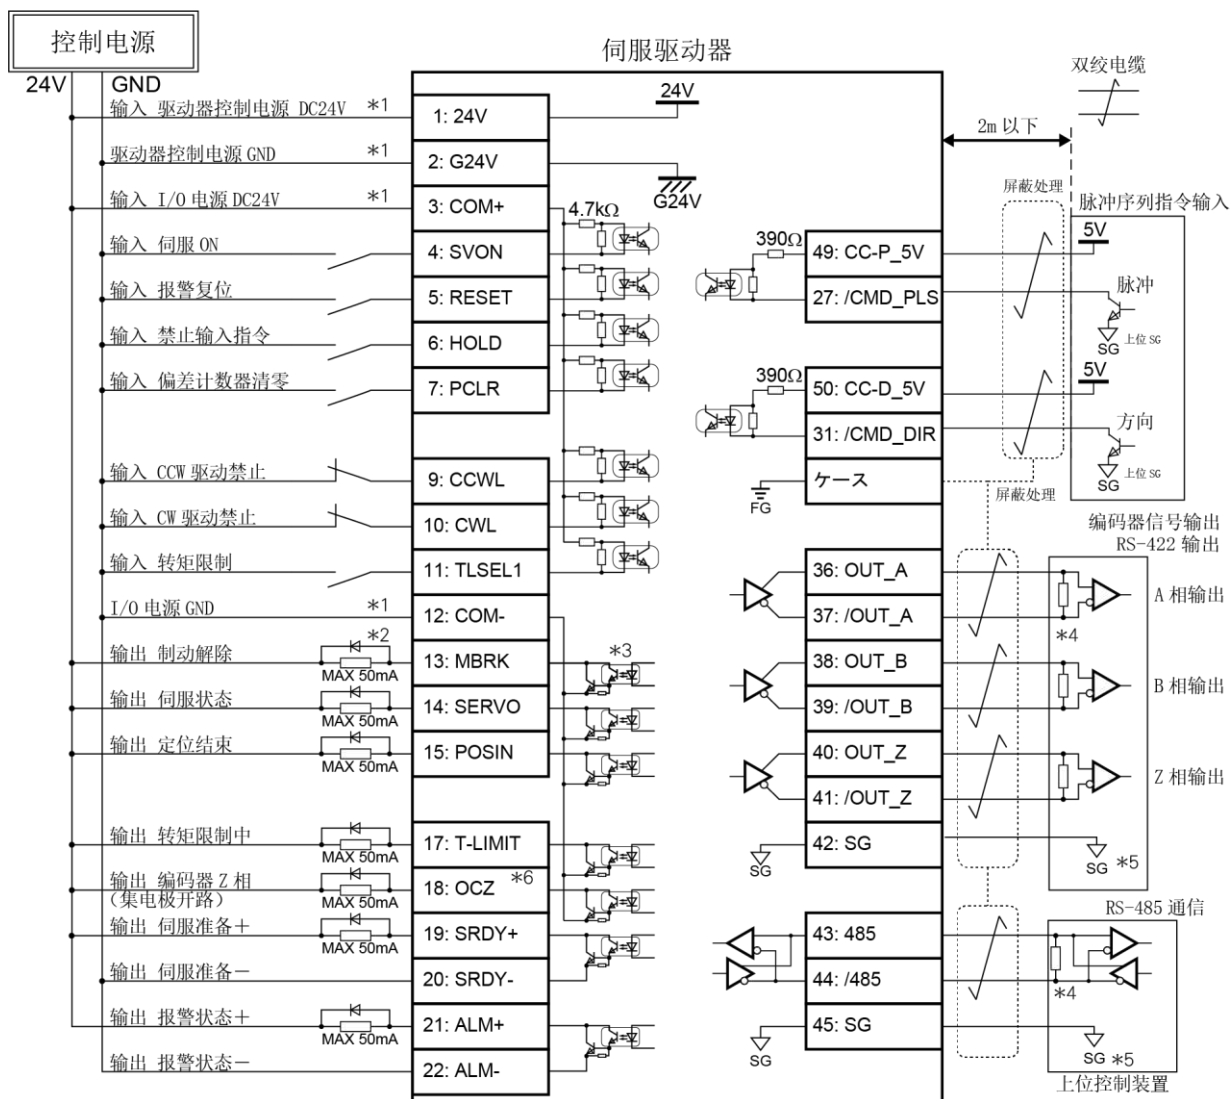 控制电源
24V
GND
伺服驱动器
输入 驱动器控制电源 DC24V *1
驱动器控制电源 GND *1
输入 I/O 电源 DC24V *1
输入 伺服 ON
输入 报警复位
输入 禁止输入指令
输入 偏差计数器清零
输入 CCW 驱动禁止
输入 CW 驱动禁止
输入 转矩限制
I/O 电源 GND *1
输出 制动解除
*2
MAX 50mA
输出 伺服状态
MAX 50mA
输出 定位结束
MAX 50mA
输出 转矩限制中
MAX 50mA
输出 编码器 Z 相
(集电极开路)
MAX 50mA
输出 伺服准备+
MAX 50mA
输出 伺服准备-
输出 报警状态+
MAX 50mA
输出 报警状态-
1: 24V
2: G24V
3: COM+
4: SVON
5: RESET
6: HOLD
7: PCLR
9: CCWL
10: CWL
11: TLSEL1
12: COM-
13: MBRK
14: SERVO
15: POSIN
17: T-LIMIT
18: OCZ *6
19: SRDY+
20: SRDY-
21: ALM+
22: ALM-
24V
G24V
4.7kΩ
*3
390Ω
390Ω
FG
SG
SG
49: CC-P_5V
27: /CMD_PLS
50: CC-D_5V
31: /CMD_DIR
ケース
36: OUT_A
37: /OUT_A
38: OUT_B
39: /OUT_B
40: OUT_Z
41: /OUT_Z
42: SG
43: 485
44: /485
45: SG
双绞电缆
2m 以下
屏蔽处理
脉冲序列指令输入
5V
脉冲
SG 上位 SG
5V
方向
SG 上位 SG
屏蔽处理
编码器信号输出
RS-422 输出
A 相输出
*4
B 相输出
Z 相输出
SG *5
RS-485 通信
*4
SG *5
上位控制装置